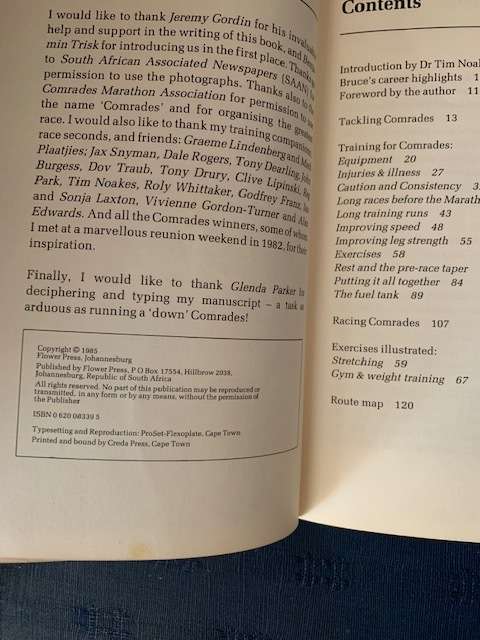 I would like to thank Jeremy Gordin for his
help and support in the writing of this book, and
min Trisk for introducing us in the first place.
to South African Associated Newspapers (SAAN)
permission to use the photographs. Thanks also to
Comrades Marathon Association for permission to
the name 'Comrades' and for organising the
race. I would also like to thank my training
race seconds, and friends: Graeme Lindenberg and
Plaatjies; Jax Snyman, Dale Rogers, Tony Dearling,
Burgess, Dov Traub, Tony Drury, Clive Lipinski,
Park, Tim Noakes, Roly Whittaker, Godfrey Franz,
and Sonja Laxton, Vivienne Gordon-Turner and
Edwards. And all the Comrades winners, some of whom
I met at a marvellous reunion weekend in 1982, for their
inspiration.
Finally, I would like to thank Glenda Parker for
deciphering and typing my manuscript – a task as
arduous as running a 'down' Comrades!
Copyright © 1985
Flower Press, Johannesburg
Published by Flower Press, P O Box 17554, Hillbrow 2038,
Johannesburg, Republic of South Africa
All rights reserved. No part of this publication may be reproduced or
transmitted, in any form or by any means, without the permission of
the Publisher
ISBN 0 620 08339 5
Typesetting and Reproduction: ProSet-Flexoplate, Cape Town
Printed and bound by Creda Press, Cape Town
Contents
Introduction by Dr Tim
Bruce's career highlights
Foreword by the author 11
Tackling Comrades 13
Training for Comrades:
Equipment 20
Injuries & illness 27
Caution and Consistency
Long races before the
Long training runs 43
Improving speed 48
Improving leg strength 55
Exercises 58
Rest and the pre-race taper
Putting it all together 84
The fuel tank 89
Racing Comrades 107
Exercises illustrated:
Stretching 59
Gym & weight training 67
Route map 120